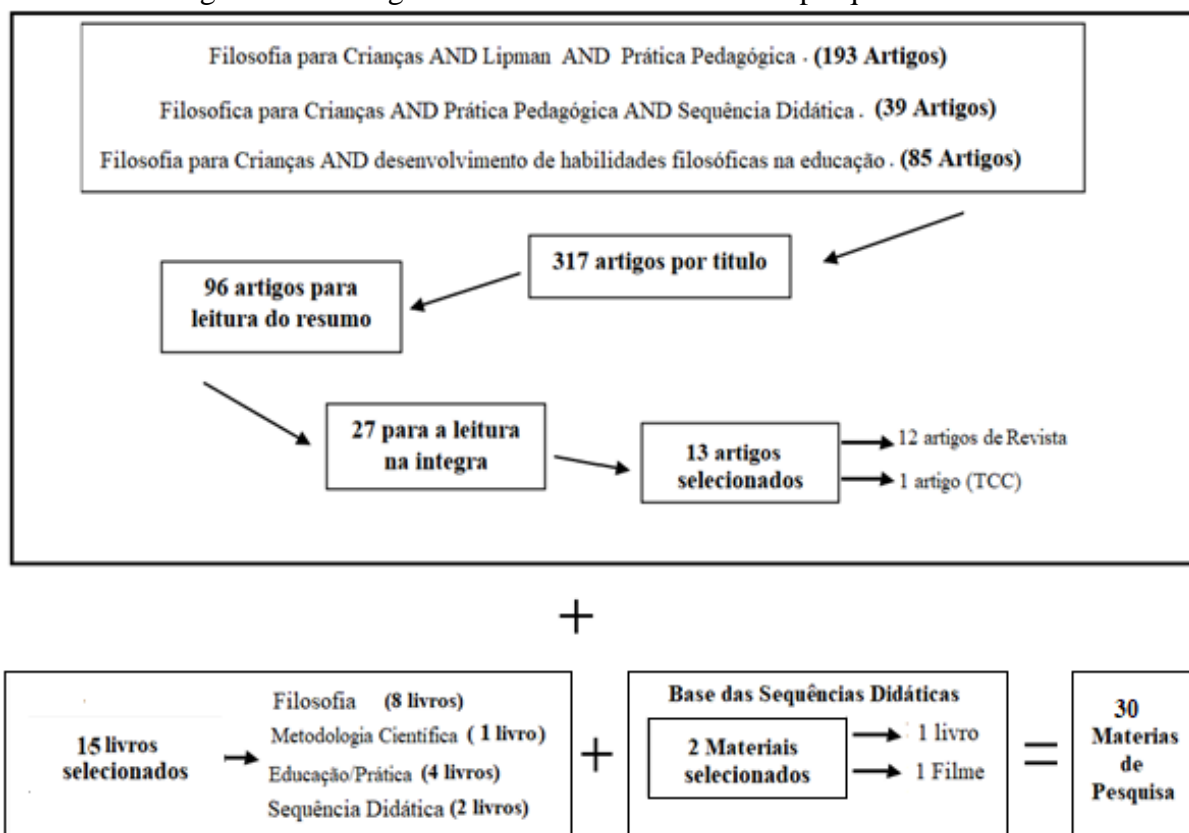 Filosofia para Crianças AND Lipman AND Prática Pedagógica . (193 Artigos)
Filosofica para Crianças AND Prática Pedagógica AND Sequência Didática . (39 Artigos)
Filosofia para Crianças AND desenvolvimento de habilidades filosóficas na educação . (85 Artigos)
317 artigos por titulo
96 artigos para
leitura do resumo
27 para a leitura
na integra
13 artigos
selecionados
12 artigos de Revista
1 artigo (TCC)
+
15 livros
selecionados
Filosofia (8 livros)
Metodologia Científica ( 1 livro)
Educação/Prática (4 livros)
Sequência Didática (2 livros)
+
Base das Sequências Didáticas
2 Materiais
selecionados
1 livro
1 Filme
=
30
Materias
de
Pesquisa